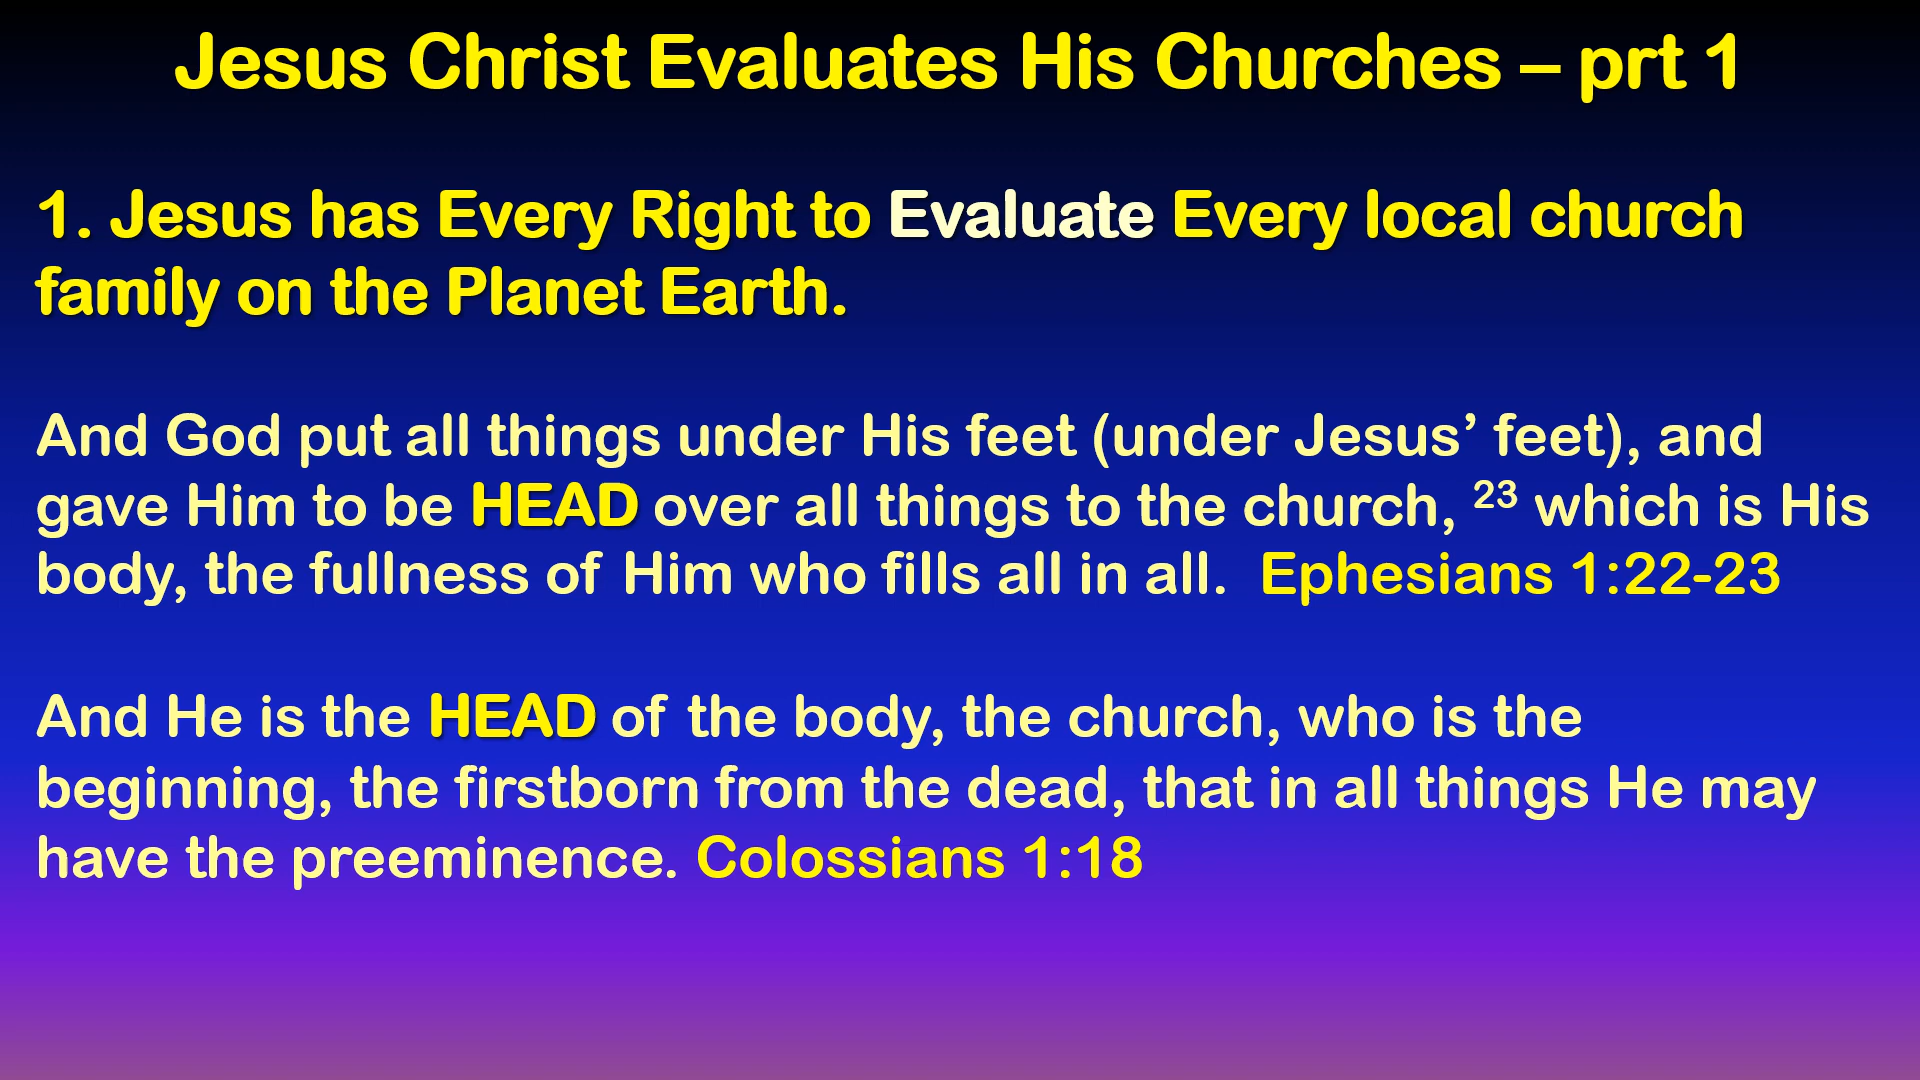 Jesus Christ Evaluates His Churches – prt 1
1. Jesus has Every Right to Evaluate Every local church
family on the Planet Earth.
And God put all things under His feet (under Jesus’ feet), and
gave Him to be HEAD over all things to the church, 23 which is His
body, the fullness of Him who fills all in all. Ephesians 1:22-23
And He is the HEAD of the body, the church, who is the
beginning, the firstborn from the dead, that in all things He may
have the preeminence. Colossians 1:18